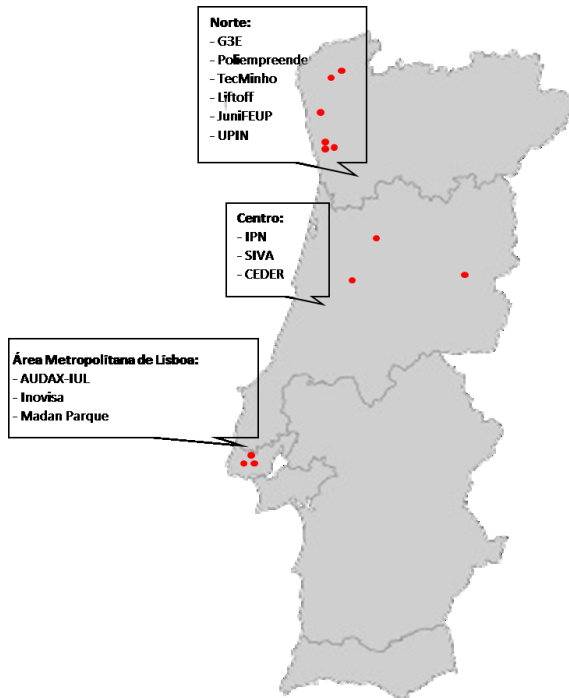 Norte:
- G3E
- Poliempreende
- TecMinho
- Liftoff
- JuniFEUP
- UPIN
Centro:
- IPN
- SIVA
- CEDER
Área Metropolitana de Lisboa:
- AUDAX-IUL
- Inovisa
- Madan Parque